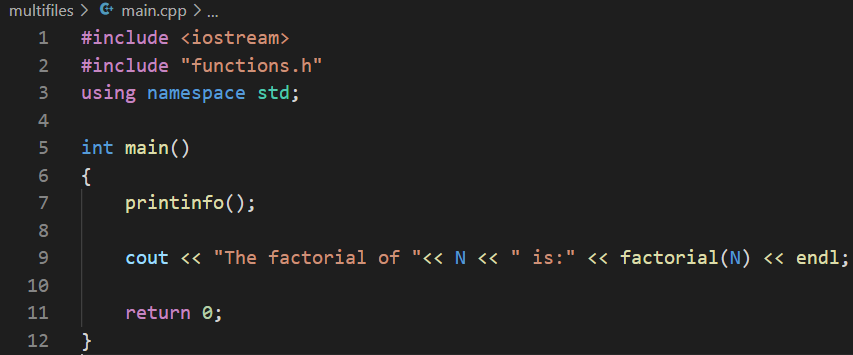 multifiles > main.cpp > ...
1 #include <iostream>
2 #include "functions.h"
3 using namespace std;
4
5 int main()
6 {
7     printinfo();
8
9     cout << "The factorial of "<< N << " is:" << factorial(N) << endl;
10
11     return 0;
12 }